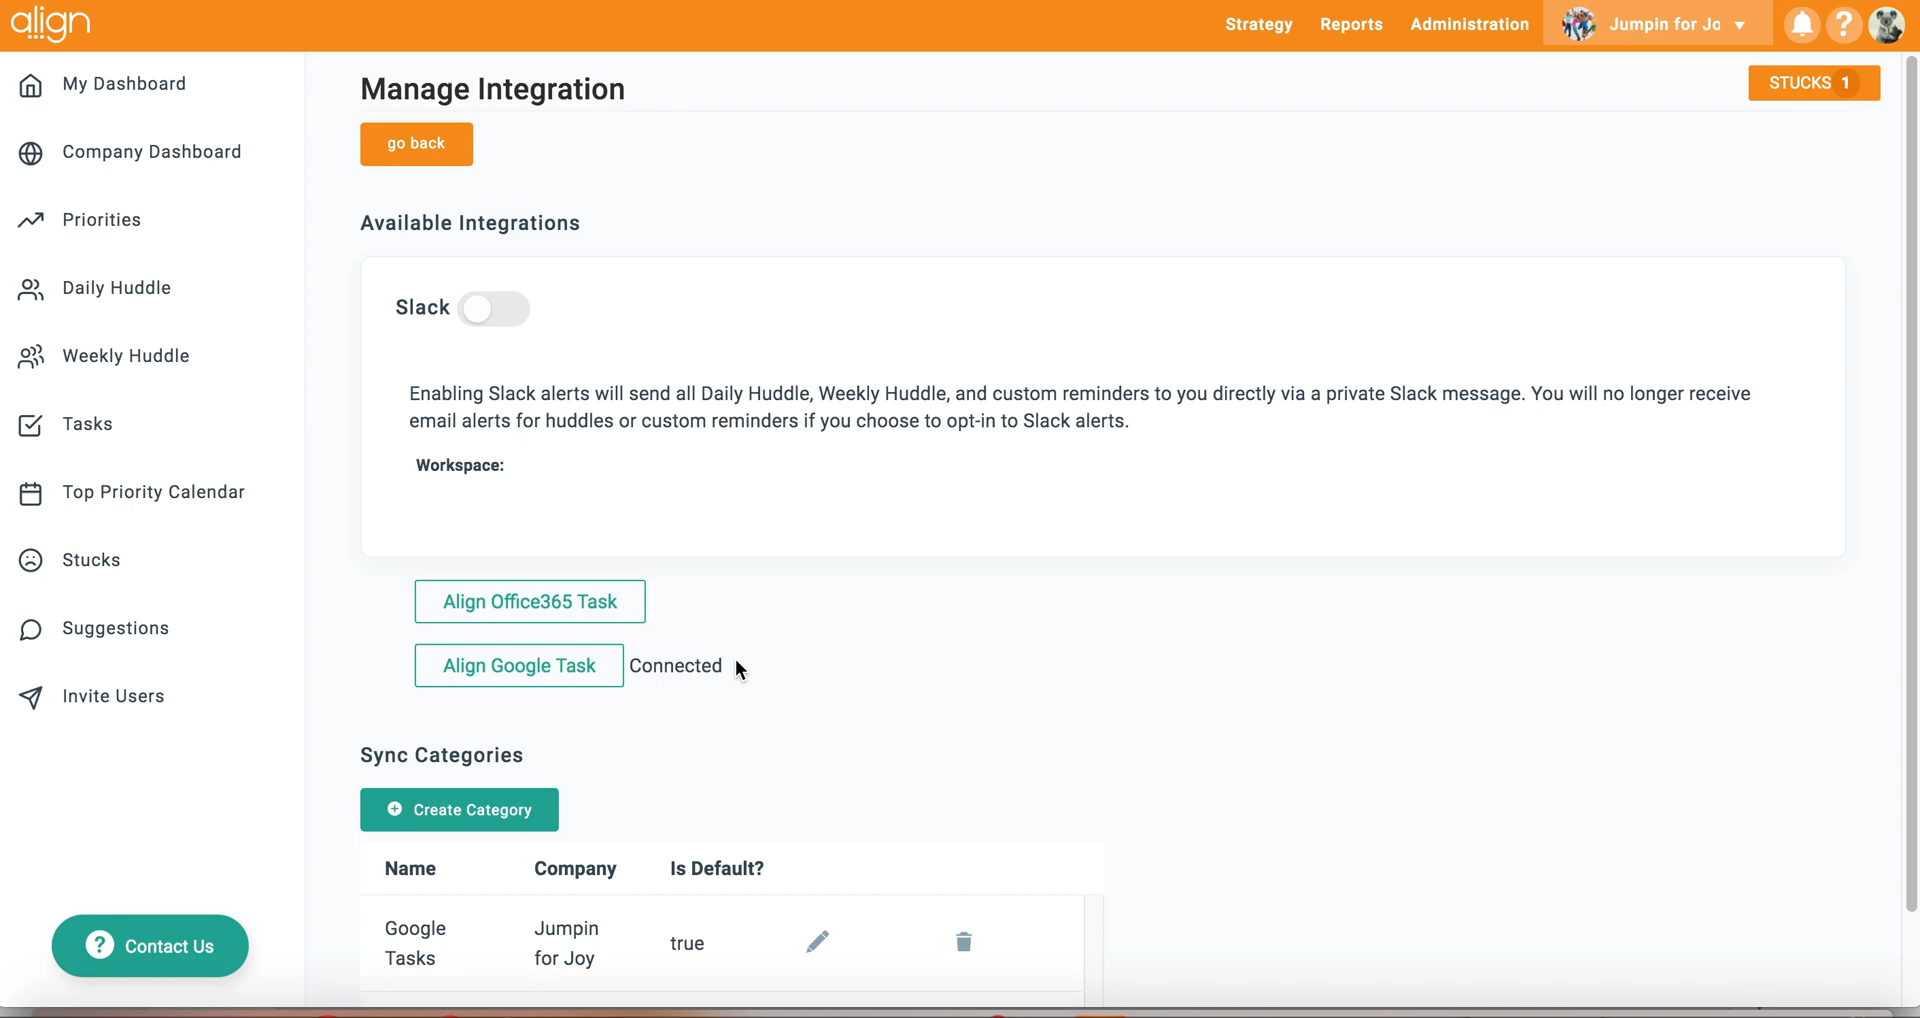 align
Strategy Reports Administration Jumpin for Jo
My Dashboard
Company Dashboard
Priorities
Daily Huddle
Weekly Huddle
Tasks
Top Priority Calendar
Stucks
Suggestions
Invite Users
? Contact Us
Manage Integration
STUCKS 1
go back
Available Integrations
Slack
Enabling Slack alerts will send all Daily Huddle, Weekly Huddle, and custom reminders to you directly via a private Slack message. You will no longer receive
email alerts for huddles or custom reminders if you choose to opt-in to Slack alerts.
Workspace:
Align Office365 Task
Align Google Task Connected
Sync Categories
Create Category
Name Company Is Default?
Google Tasks Jumpin for Joy true